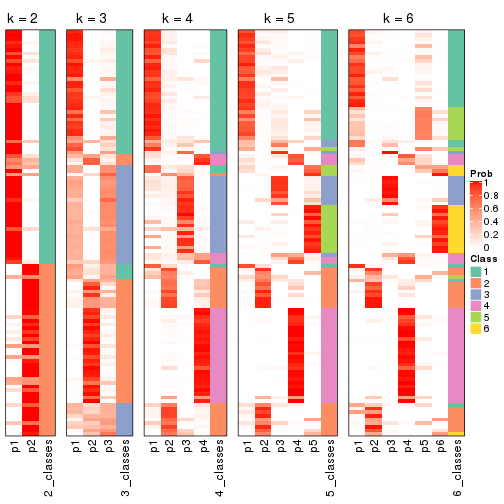 k = 2
k = 3
k = 4
k = 5
k = 6
p1
p2
2_classes
p1
p2
p3
3_classes
p1
p2
p3
p4
4_classes
p1
p2
p3
p4
p5
5_classes
p1
p2
p3
p4
p5
p6
6_classes
Prob
1
0.8
0.6
0.4
0.2
0
Class
1
2
3
4
5
6